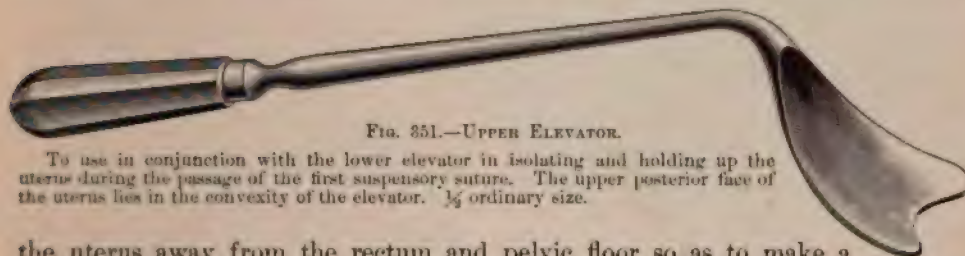 FIG. 351.—UPPER ELEVATOR.
To use in conjunction with the lower elevator in isolating and holding up the
uterus during the passage of the first suspensory suture. The upper posterior face of
the uterus lies in the convexity of the elevator. ½ ordinary size.
the uterus away from the rectum and pelvic floor so as to make a